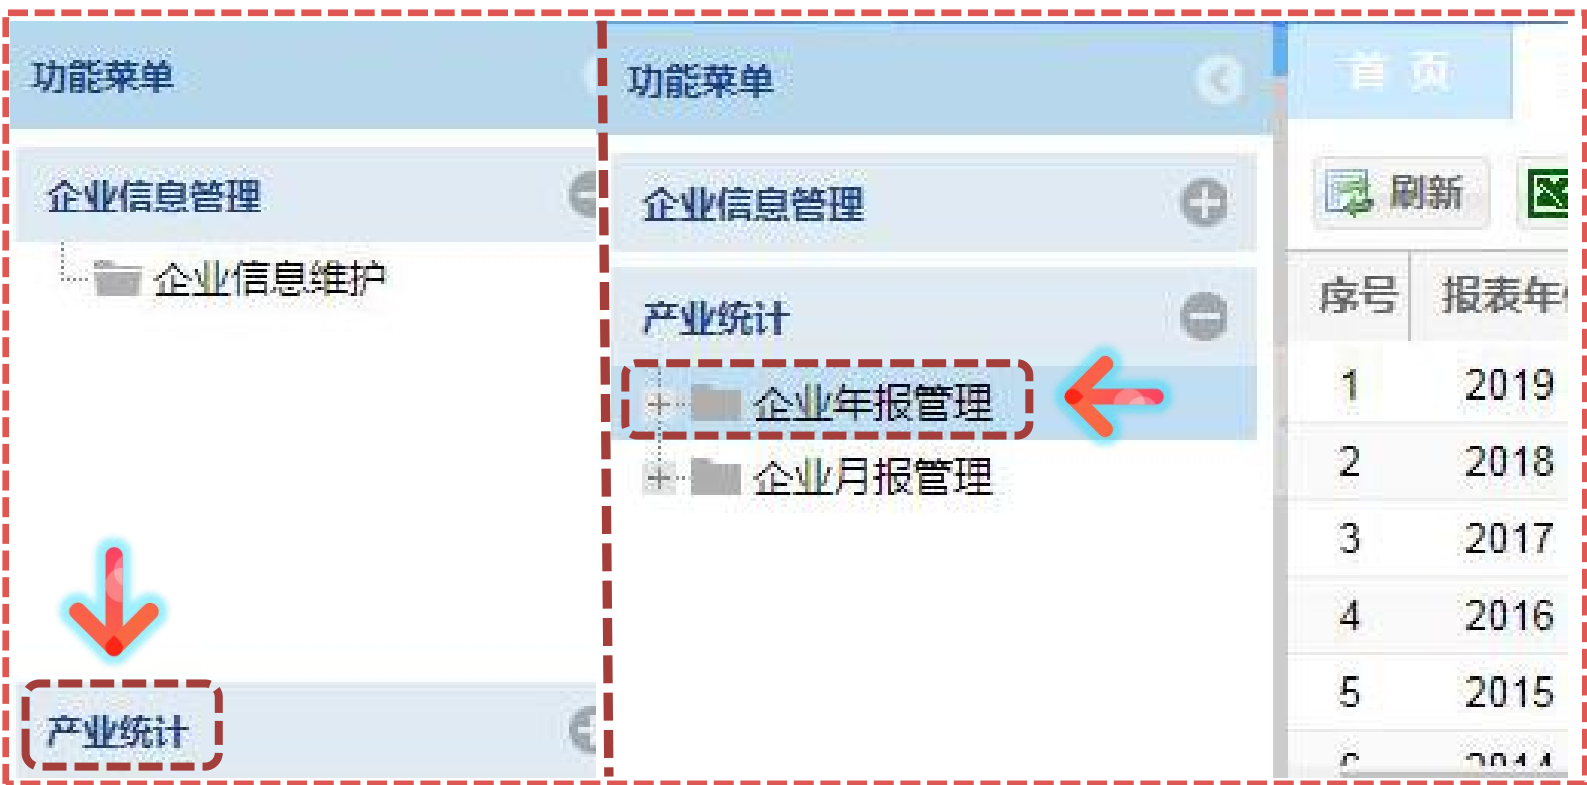 功能菜单
企业信息管理
企业信息维护
产业统计
功能菜单
企业信息管理
产业统计
企业年报管理
企业月报管理
首 页
刷新
序号 报表年
1 2019
2 2018
3 2017
4 2016
5 2015